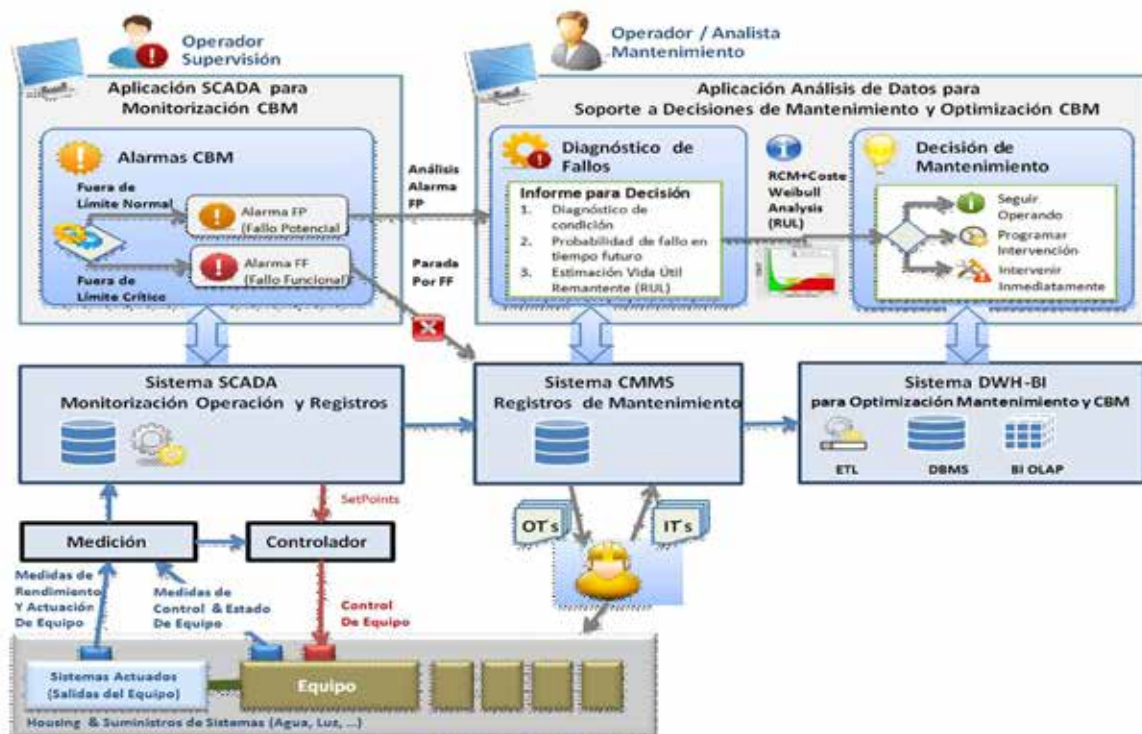 Operador
Supervisión
Operador / Analista
Mantenimiento
Aplicación SCADA para
Monitorización CBM
Alarmas CBM
Fuera de
Límite Normal
Alarma FP
(Fallo Potencial
Alarma FF
(Fallo Funcional)
Fuera de
Límite Crítico
Análisis
Alarma
FP
Parada
Por FF
Aplicación Análisis de Datos para
Soporte a Decisiones de Mantenimiento y Optimización CBM
Diagnóstico de
Fallos
Informe para Decisión
1. Diagnóstico de
condición
2. Probabilidad de fallo en
tiempo futuro
3. Estimación Vida Útil
Remantente (RUL)
RCM+Coste
Weibull
Analysis
(RUL)
Decisión de
Mantenimiento
Seguir
Operando
Programar
Intervención
Intervenir
Inmediatamente
Sistema SCADA
Monitorización Operación y Registros
Sistema CMMS
Registros de Mantenimiento
Sistema DWH-BI
para Optimización Mantenimiento y CBM
ETL
DBMS
BI OLAP
SetPoints
OT's
IT's
Medición
Controlador
Medidas de
Rendimiento
Y Actuación
De Equipo
Medidas de
Control & Estado
De Equipo
Control
De Equipo
Sistemas Actuados
(Salidas del Equipo)
Equipo
Housing & Suministros de Sistemas (Agua, Luz, ...)